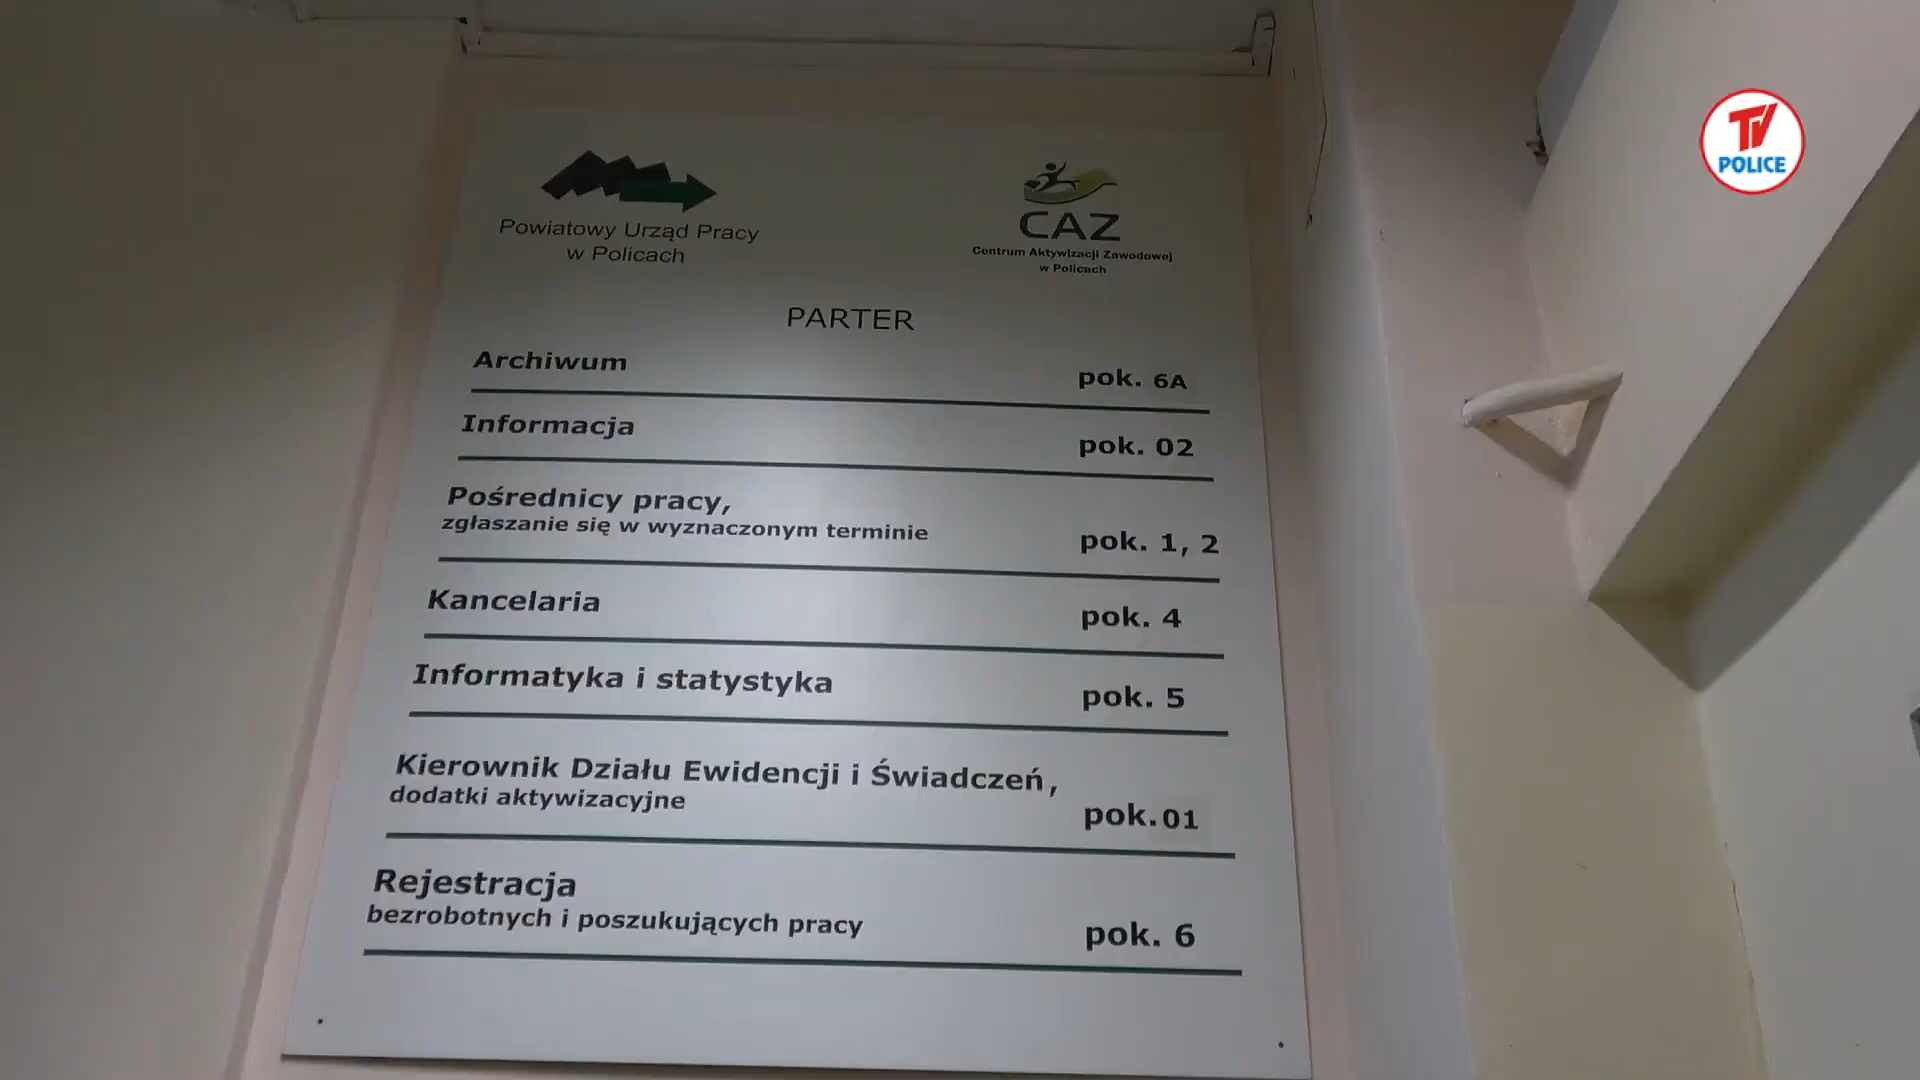 TV
POLICE
Powiatowy Urząd Pracy
w Policach
CAZ
Centrum Aktywizacji Zawodowej
w Policach
PARTER
Archiwum pok. 6A
Informacja pok. 02
Pośrednicy pracy,
zgłaszanie się w wyznaczonym terminie pok. 1, 2
Kancelaria pok. 4
Informatyka i statystyka pok. 5
Kierownik Działu Ewidencji i Świadczeń,
dodatki aktywizacyjne pok. 01
Rejestracja
bezrobotnych i poszukujących pracy pok. 6